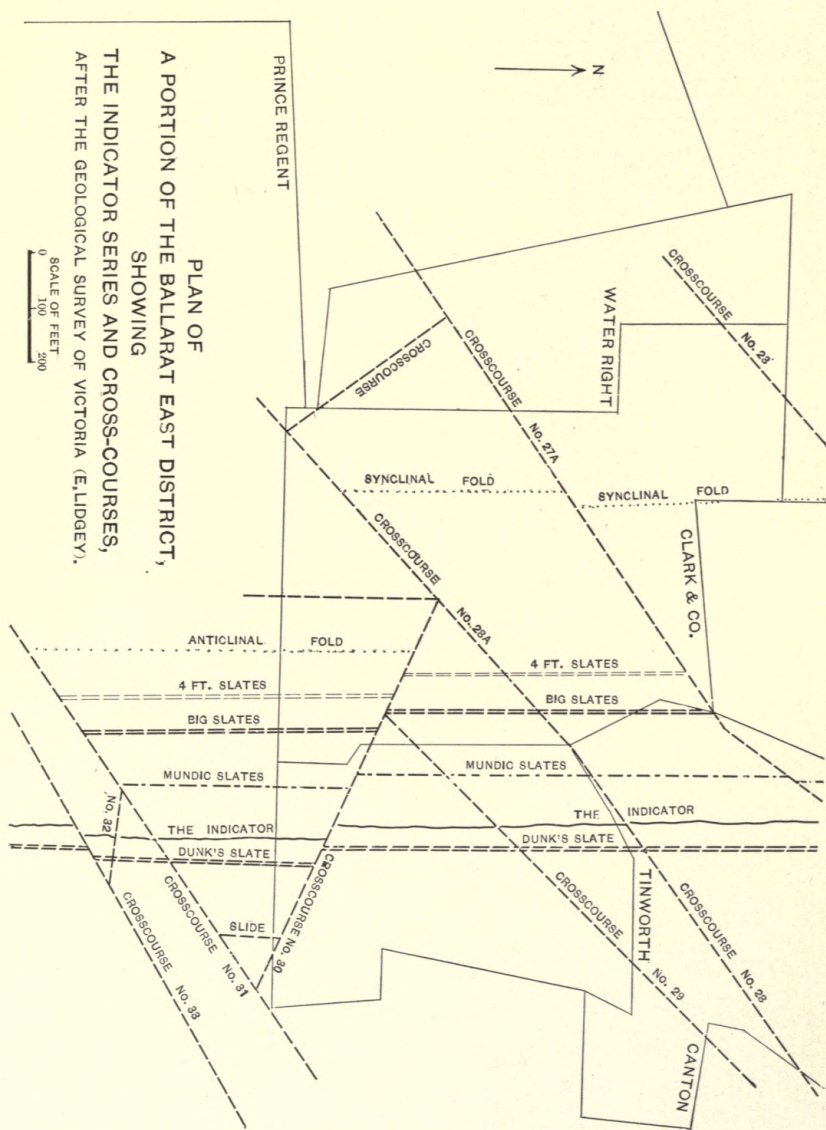 PLAN OF
A PORTION OF THE BALLARAT EAST DISTRICT,
SHOWING
THE INDICATOR SERIES AND CROSS-COURSES,
AFTER THE GEOLOGICAL SURVEY OF VICTORIA (E.LIDGEY).
SCALE OF FEET
0 100 200
N
PRINCE REGENT
WATER RIGHT
CLARK & CO.
TINWORTH
CANTON
CROSSCOURSE No. 23
CROSSCOURSE No. 27A
CROSSCOURSE
SYNCLINAL FOLD
SYNCLINAL FOLD
CROSSCOURSE No. 28A
ANTICLINAL FOLD
4 FT. SLATES
4 FT. SLATES
BIG SLATES
BIG SLATES
MUNDIC SLATES
MUNDIC SLATES
THE INDICATOR
THE INDICATOR
DUNK'S SLATE
DUNK'S SLATE
No. 32
SLIDE
CROSSCOURSE No. 30
CROSSCOURSE No. 31
CROSSCOURSE No. 33
CROSSCOURSE No. 29
CROSSCOURSE No. 28